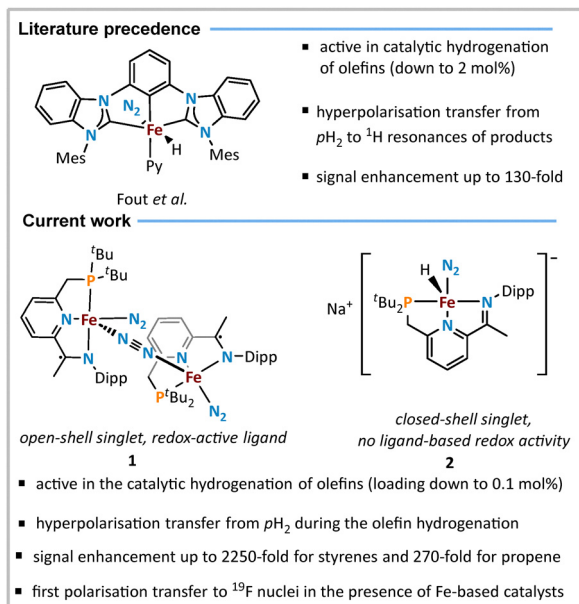 Literature precedence
N₂
N
N
N
N
Fe
H
Mes
Py
Mes
Fout et al.
▪ active in catalytic hydrogenation
of olefins (down to 2 mol%)
▪ hyperpolarisation transfer from
pH₂ to ¹H resonances of products
▪ signal enhancement up to 130-fold
Current work
ᵗBu
P
ᵗBu
N
Fe
N₂
N
Dipp
N≡N
N
N
Dipp
Fe
PᵗBu₂
N₂
open-shell singlet, redox-active ligand
1
Na⁺
H
N₂
Dipp
ᵗBu₂
P
Fe
N
N
−
closed-shell singlet,
no ligand-based redox activity
2
▪ active in the catalytic hydrogenation of olefins (loading down to 0.1 mol%)
▪ hyperpolarisation transfer from pH₂ during the olefin hydrogenation
▪ signal enhancement up to 2250-fold for styrenes and 270-fold for propene
▪ first polarisation transfer to ¹⁹F nuclei in the presence of Fe-based catalysts